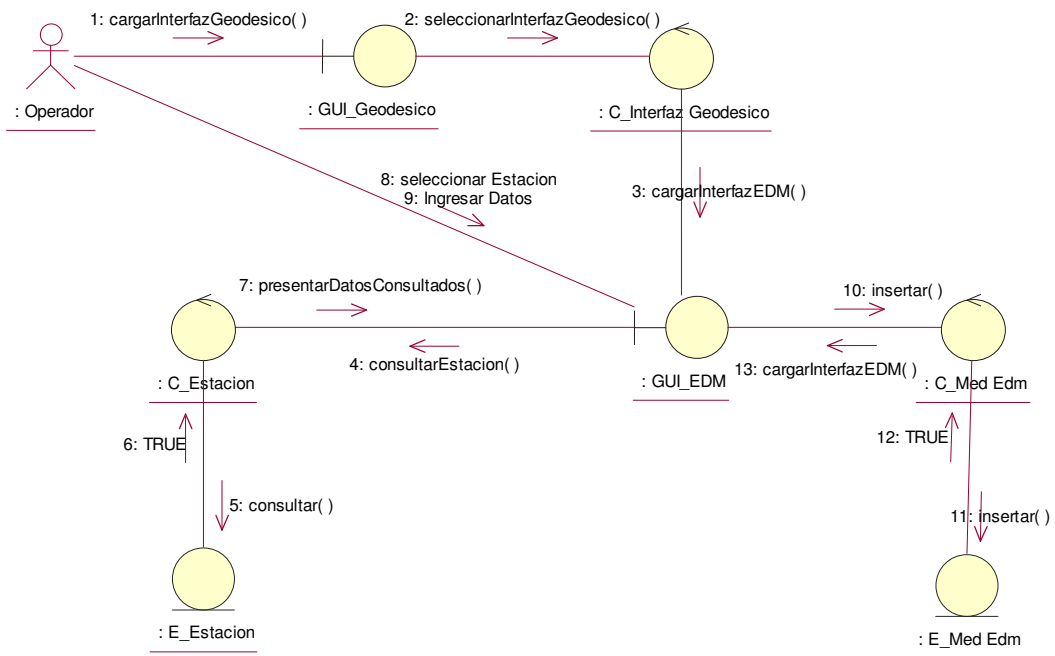 1: cargarInterfazGeodesico( )
2: seleccionarInterfazGeodesico( )
: Operador
: GUI_Geodesico
: C_Interfaz Geodesico
8: seleccionar Estacion
9: Ingresar Datos
3: cargarInterfazEDM( )
7: presentarDatosConsultados( )
10: insertar( )
4: consultarEstacion( )
13: cargarInterfazEDM( )
: C_Estacion
: GUI_EDM
: C_Med Edm
6: TRUE
12: TRUE
5: consultar( )
11: insertar( )
: E_Estacion
: E_Med Edm